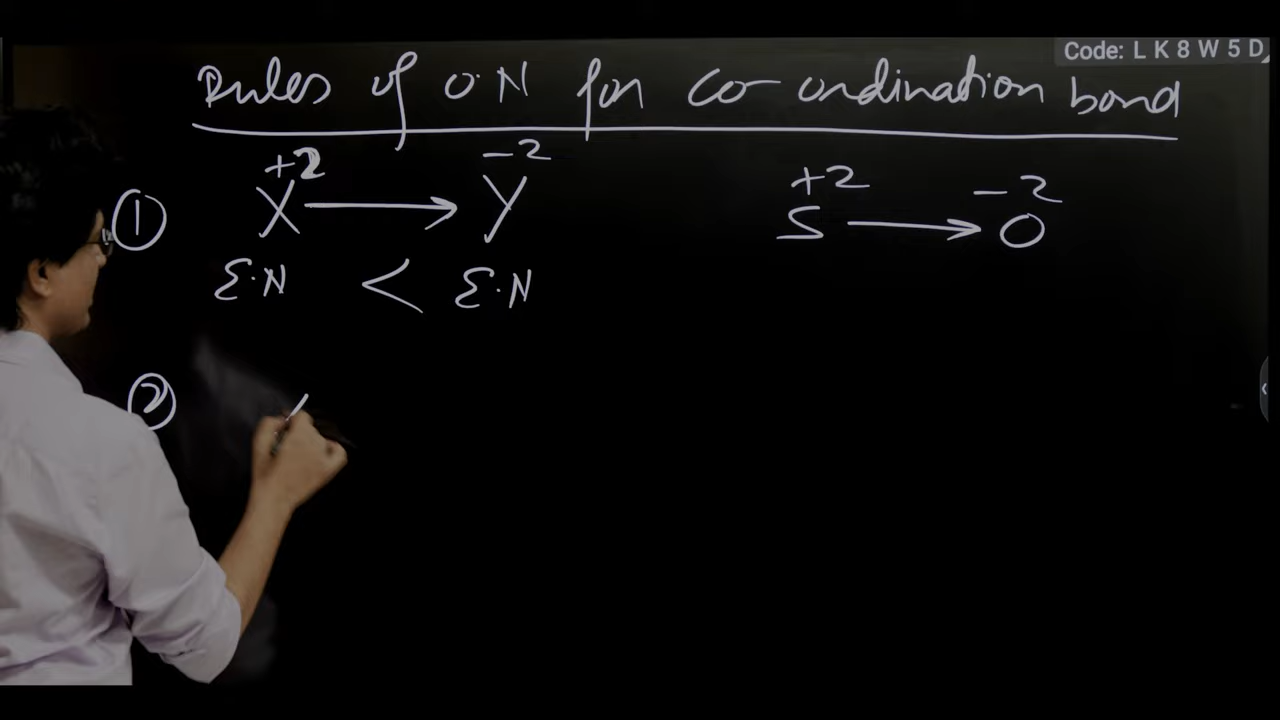 Code: L K 8 W 5 D
Rules of O.N for co-ordination bond
① X⁺² → Y⁻² S⁺² → O⁻²
E.N < E.N
②